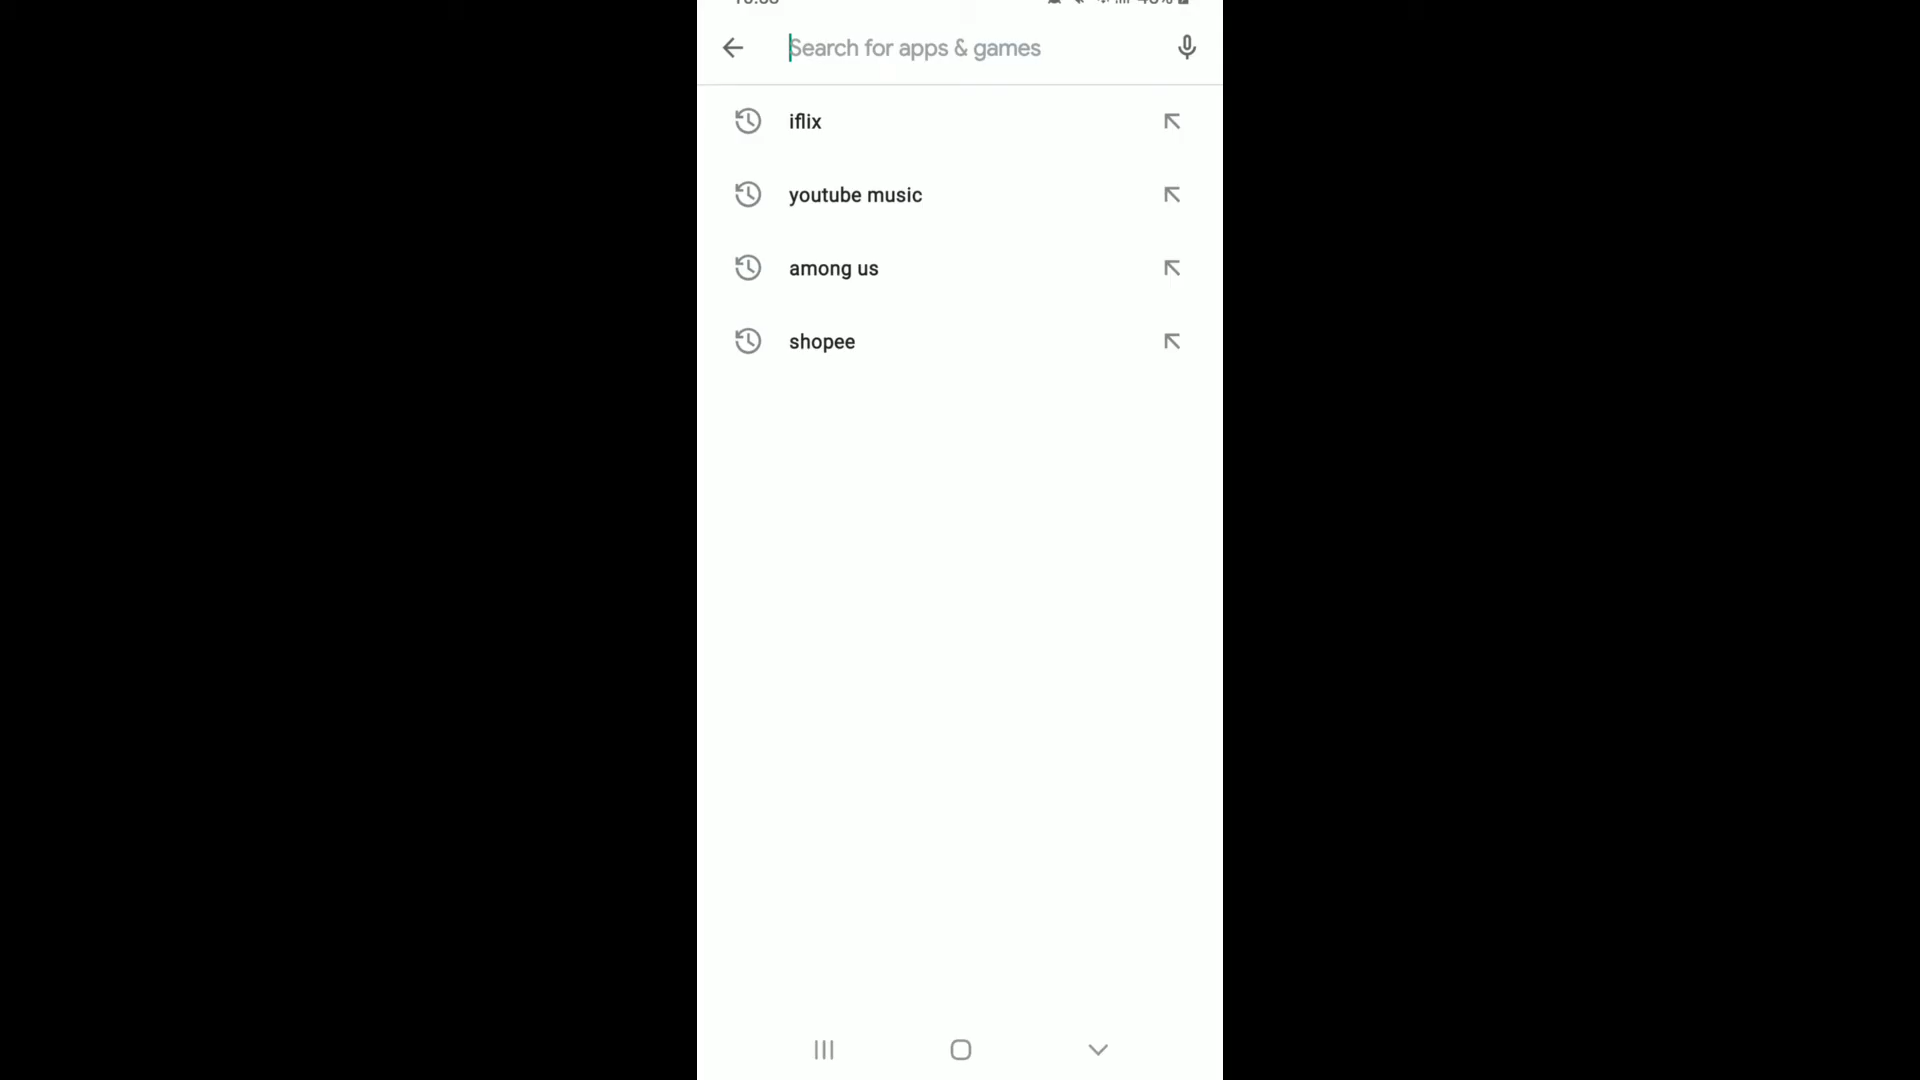 Search for apps & games
iflix
youtube music
among us
shopee